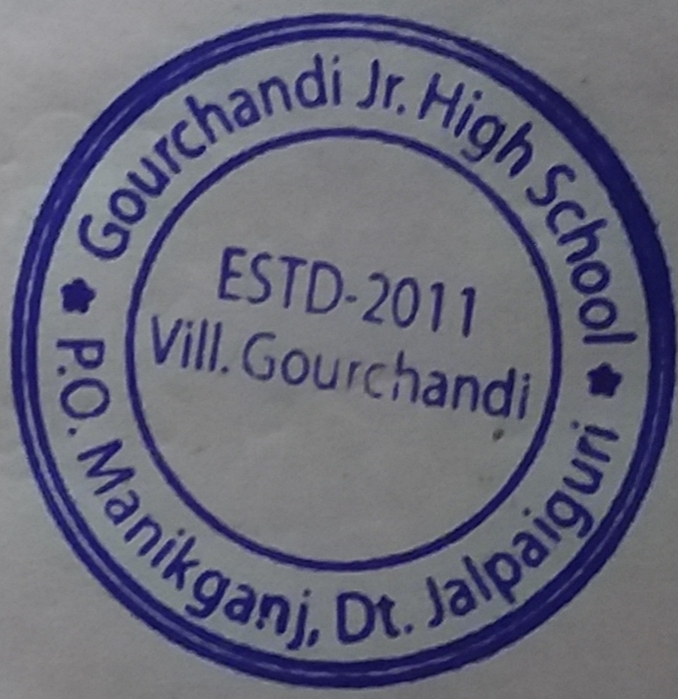 Gourchandi Jr. High School
ESTD-2011
Vill. Gourchandi
P.O. Manikganj, Dt. Jalpaiguri